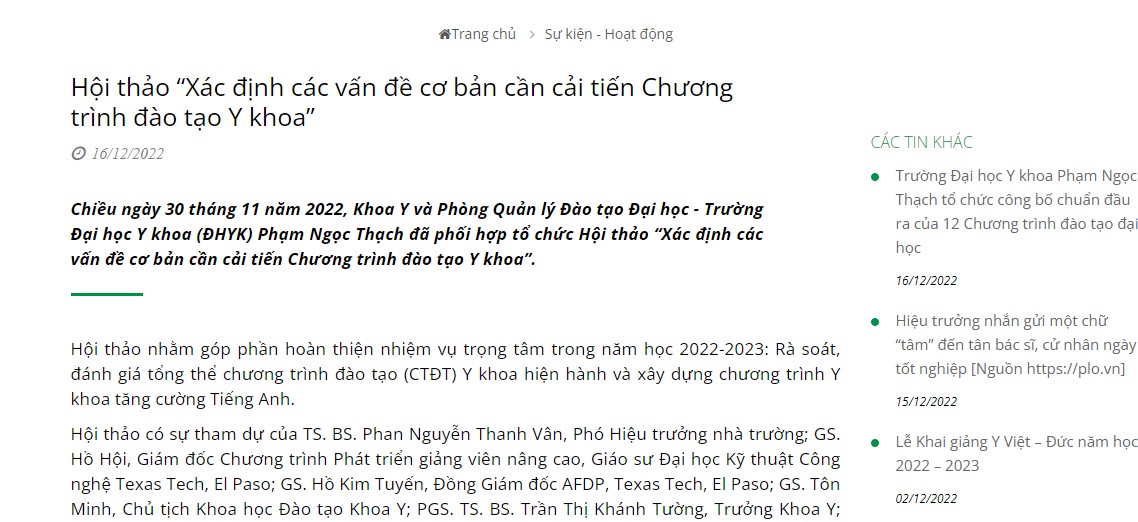 Trang chủ > Sự kiện - Hoạt động
Hội thảo “Xác định các vấn đề cơ bản cần cải tiến Chương
trình đào tạo Y khoa”
16/12/2022
Chiều ngày 30 tháng 11 năm 2022, Khoa Y và Phòng Quản lý Đào tạo Đại học - Trường
Đại học Y khoa (ĐHYK) Phạm Ngọc Thạch đã phối hợp tổ chức Hội thảo “Xác định các
vấn đề cơ bản cần cải tiến Chương trình đào tạo Y khoa”.
Hội thảo nhằm góp phần hoàn thiện nhiệm vụ trọng tâm trong năm học 2022-2023: Rà soát,
đánh giá tổng thể chương trình đào tạo (CTĐT) Y khoa hiện hành và xây dựng chương trình Y
khoa tăng cường Tiếng Anh.
Hội thảo có sự tham dự của TS. BS. Phan Nguyễn Thanh Vân, Phó Hiệu trưởng nhà trường; GS.
Hồ Hội, Giám đốc Chương trình Phát triển giảng viên nâng cao, Giáo sư Đại học Kỹ thuật Công
nghệ Texas Tech, El Paso; GS. Hồ Kim Tuyến, Đồng Giám đốc AFDP, Texas Tech, El Paso; GS. Tôn
Minh, Chủ tịch Khoa học Đào tạo Khoa Y; PGS. TS. BS. Trần Thị Khánh Tường, Trưởng Khoa Y;
CÁC TIN KHÁC
Trường Đại học Y khoa Phạm Ngọc
Thạch tổ chức công bố chuẩn đầu
ra của 12 Chương trình đào tạo đại
học
16/12/2022
Hiệu trưởng nhắn gửi một chữ
“tâm” đến tân bác sĩ, cử nhân ngày
tốt nghiệp [Nguồn https://plo.vn]
15/12/2022
Lễ Khai giảng Y Việt – Đức năm học
2022 – 2023
02/12/2022